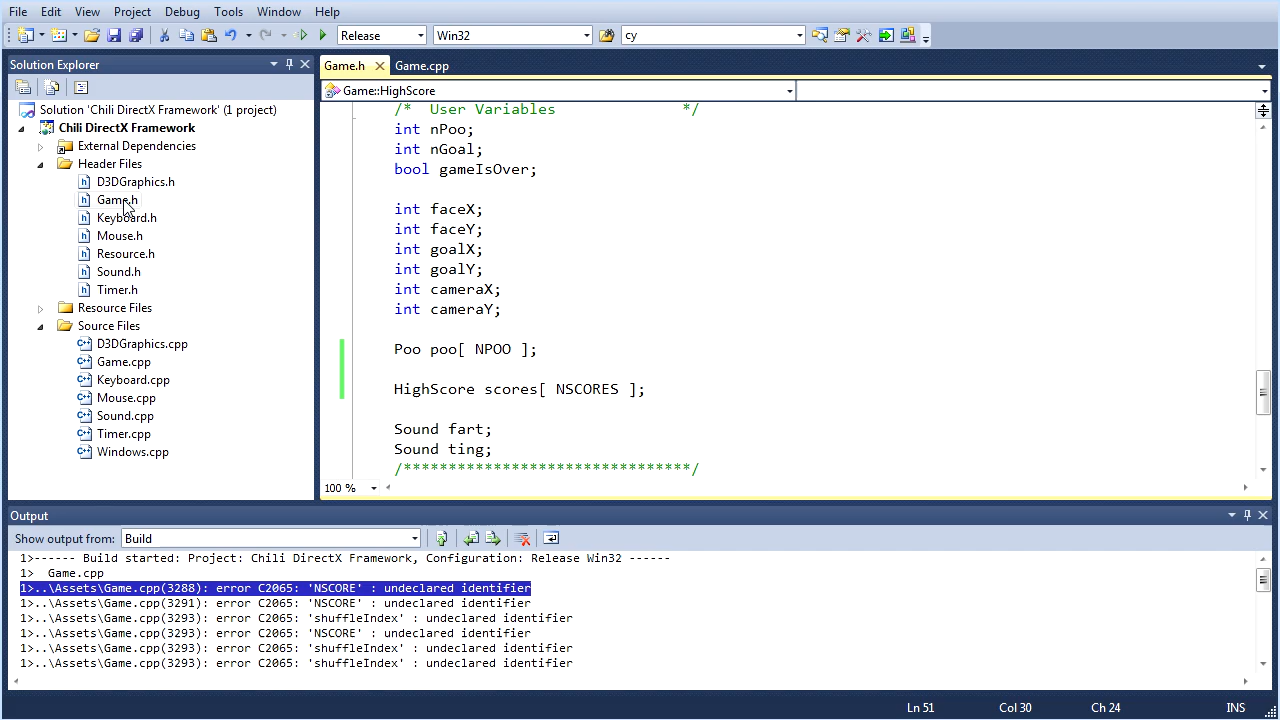 File Edit View Project Debug Tools Window Help
Release Win32 cy
Solution Explorer
Game.h Game.cpp
Game::HighScore
Solution 'Chili DirectX Framework' (1 project)
Chili DirectX Framework
External Dependencies
Header Files
D3DGraphics.h
Game.h
Keyboard.h
Mouse.h
Resource.h
Sound.h
Timer.h
Resource Files
Source Files
D3DGraphics.cpp
Game.cpp
Keyboard.cpp
Mouse.cpp
Sound.cpp
Timer.cpp
Windows.cpp
/*  User Variables              */
int nPoo;
int nGoal;
bool gameIsOver;
int faceX;
int faceY;
int goalX;
int goalY;
int cameraX;
int cameraY;
Poo poo[ NPOO ];
HighScore scores[ NSCORES ];
Sound fart;
Sound ting;
/********************************/
100 %
Output
Show output from: Build
1>------ Build started: Project: Chili DirectX Framework, Configuration: Release Win32 ------
1>  Game.cpp
1>..\Assets\Game.cpp(3288): error C2065: 'NSCORE' : undeclared identifier
1>..\Assets\Game.cpp(3291): error C2065: 'NSCORE' : undeclared identifier
1>..\Assets\Game.cpp(3293): error C2065: 'shuffleIndex' : undeclared identifier
1>..\Assets\Game.cpp(3293): error C2065: 'NSCORE' : undeclared identifier
1>..\Assets\Game.cpp(3293): error C2065: 'shuffleIndex' : undeclared identifier
1>..\Assets\Game.cpp(3293): error C2065: 'shuffleIndex' : undeclared identifier
Ln 51 Col 30 Ch 24 INS